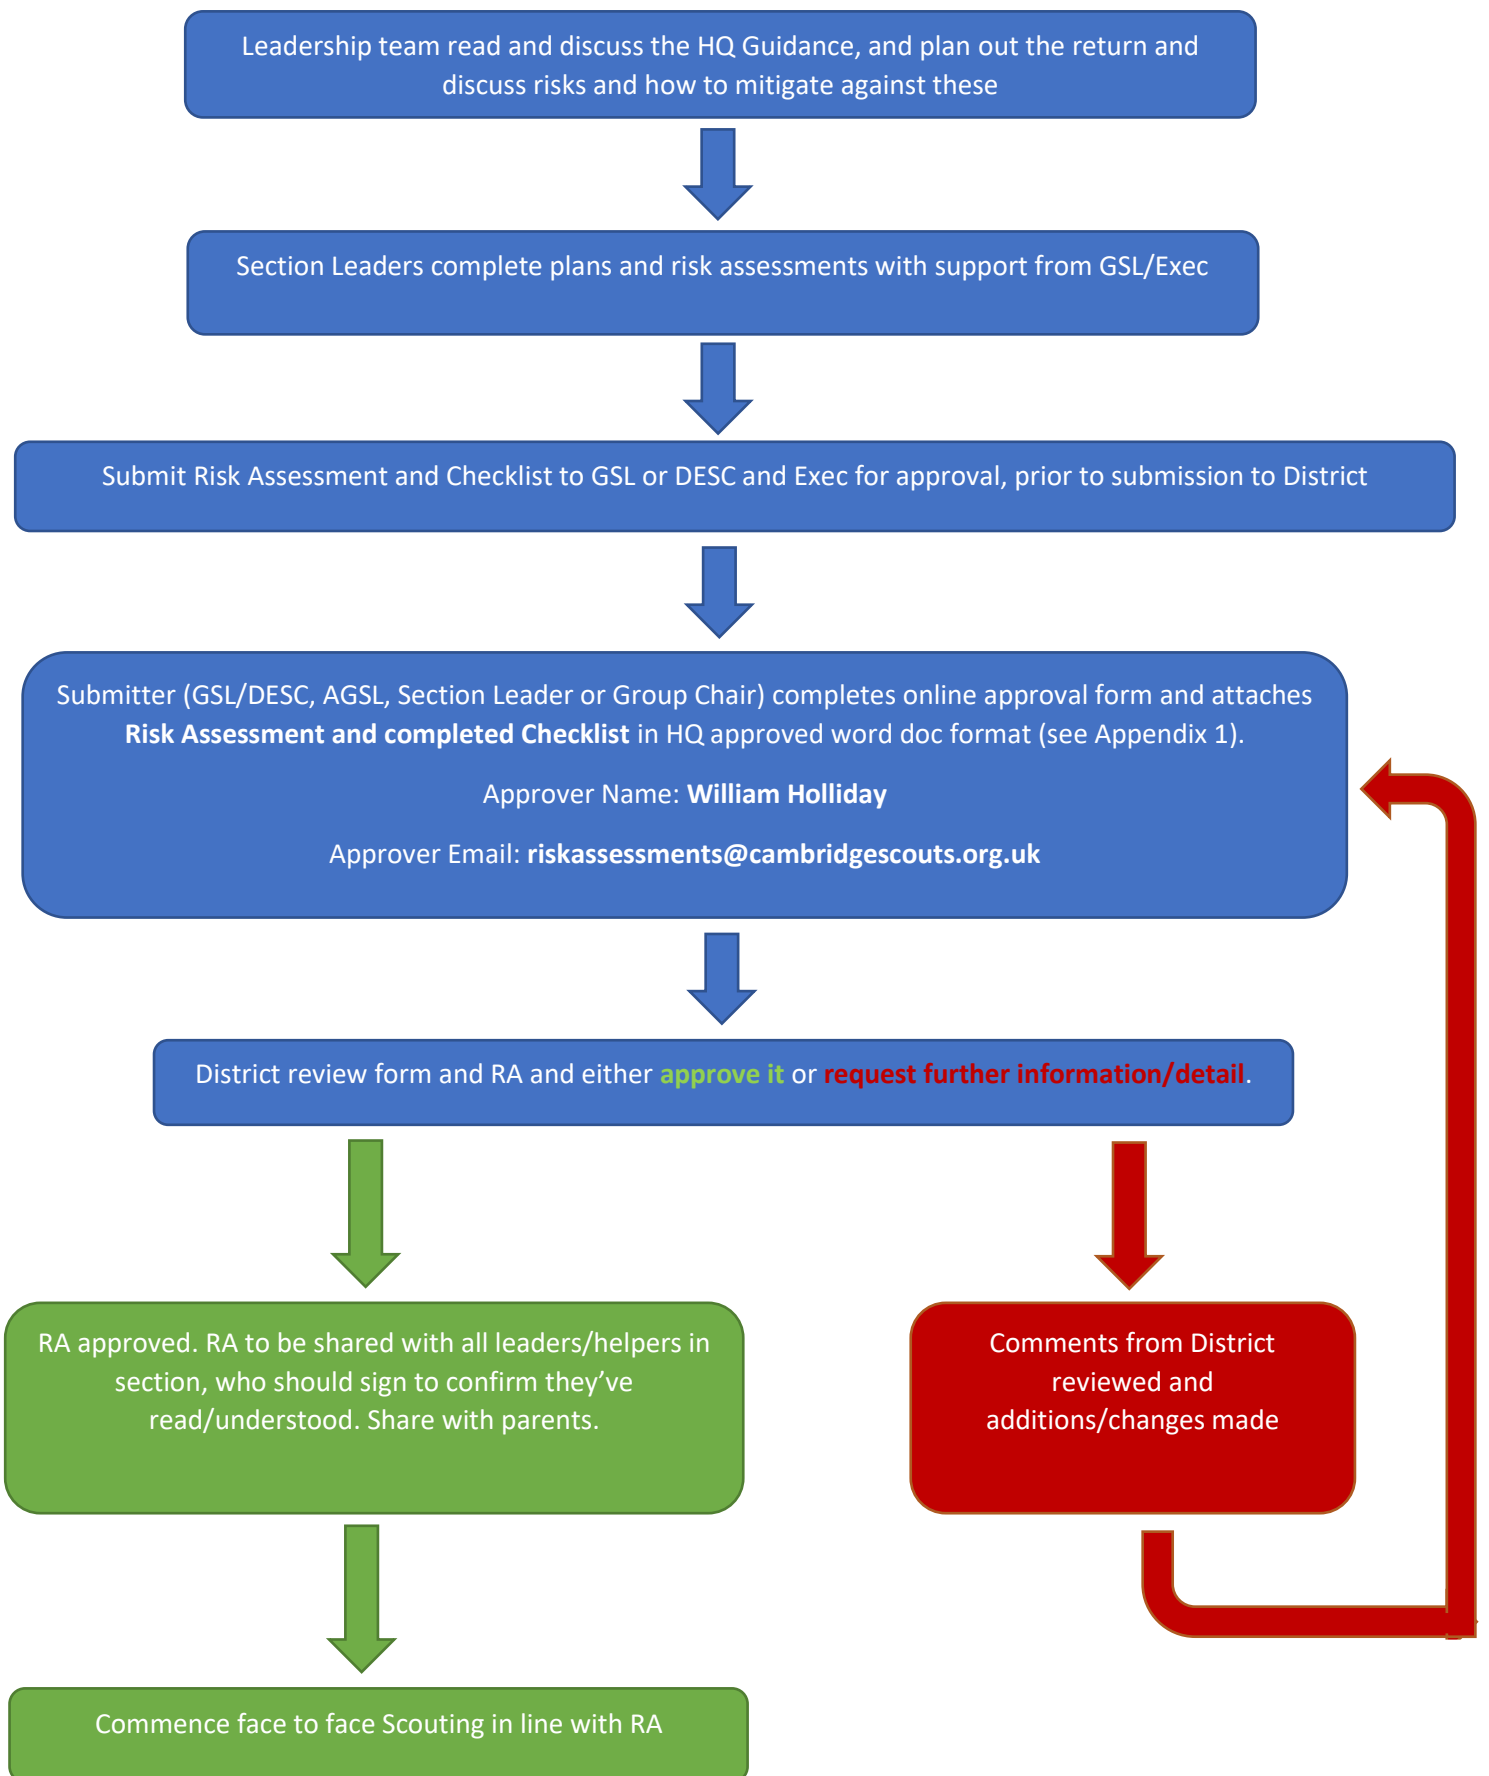 Leadership team read and discuss the HQ Guidance, and plan out the return and
discuss risks and how to mitigate against these
Section Leaders complete plans and risk assessments with support from GSL/Exec
Submit Risk Assessment and Checklist to GSL or DESC and Exec for approval, prior to submission to District
Submitter (GSL/DESC, AGSL, Section Leader or Group Chair) completes online approval form and attaches
Risk Assessment and completed Checklist in HQ approved word doc format (see Appendix 1).
Approver Name: William Holliday
Approver Email: riskassessments@cambridgescouts.org.uk
District review form and RA and either approve it or request further information/detail.
RA approved. RA to be shared with all leaders/helpers in
section, who should sign to confirm they’ve
read/understood. Share with parents.
Comments from District
reviewed and
additions/changes made
Commence face to face Scouting in line with RA